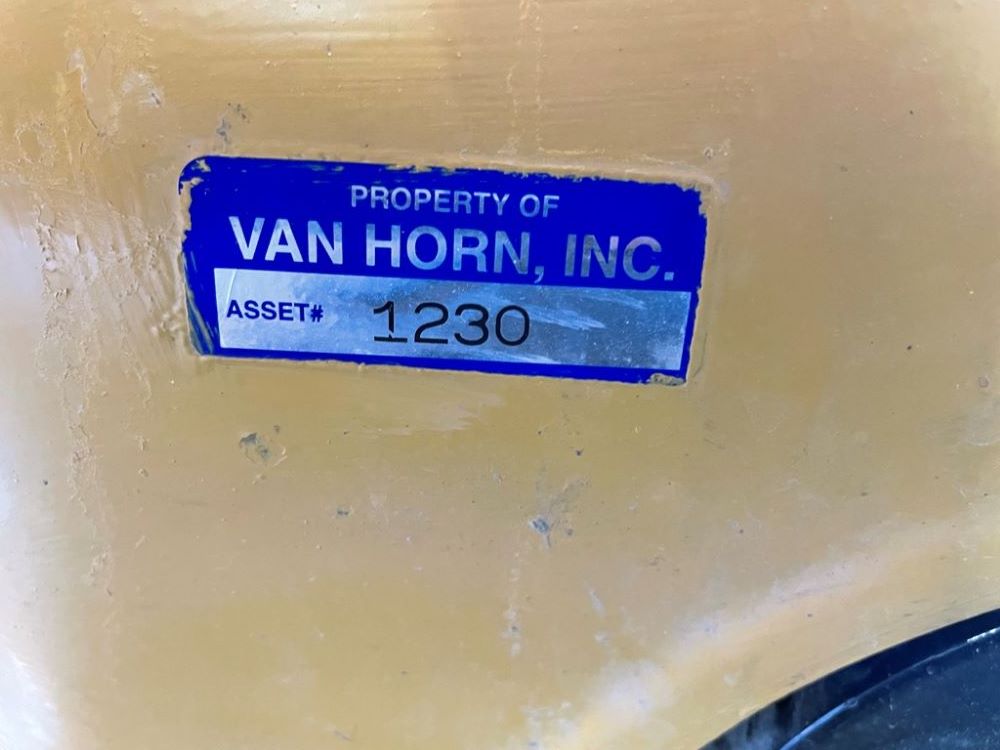 PROPERTY OF
VAN HORN, INC.
ASSET# 1230